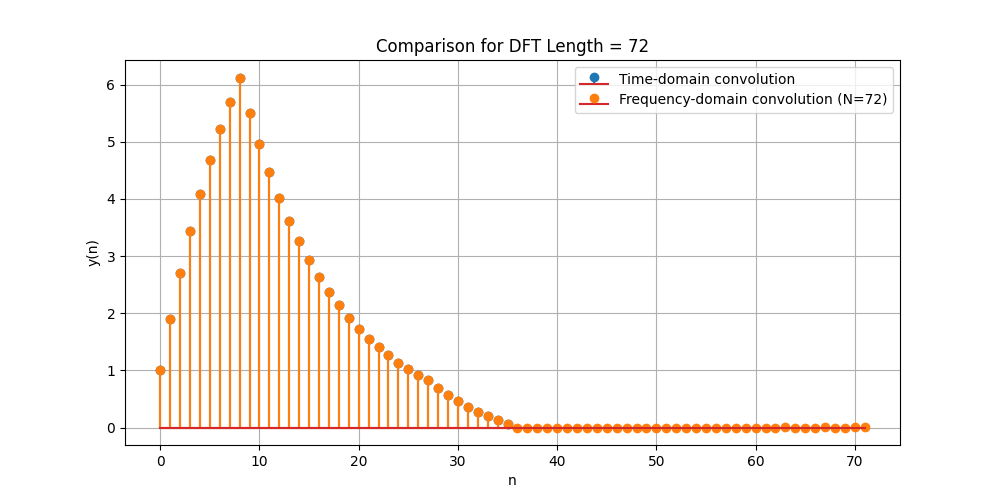 Comparison for DFT Length = 72
Time-domain convolution
Frequency-domain convolution (N=72)
y(n)
6
5
4
3
2
1
0
0 10 20 30 40 50 60 70
n